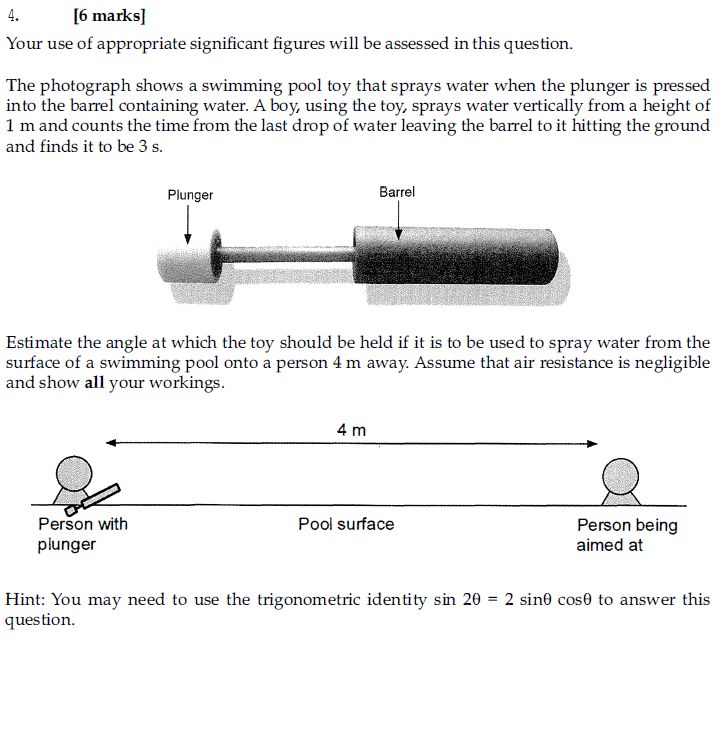 4. [6 marks]
Your use of appropriate significant figures will be assessed in this question.
The photograph shows a swimming pool toy that sprays water when the plunger is pressed
into the barrel containing water. A boy, using the toy, sprays water vertically from a height of
1 m and counts the time from the last drop of water leaving the barrel to it hitting the ground
and finds it to be 3 s.
Plunger
Barrel
Estimate the angle at which the toy should be held if it is to be used to spray water from the
surface of a swimming pool onto a person 4 m away. Assume that air resistance is negligible
and show all your workings.
4 m
Person with
plunger
Pool surface
Person being
aimed at
Hint: You may need to use the trigonometric identity sin 2θ = 2 sinθ cosθ to answer this
question.